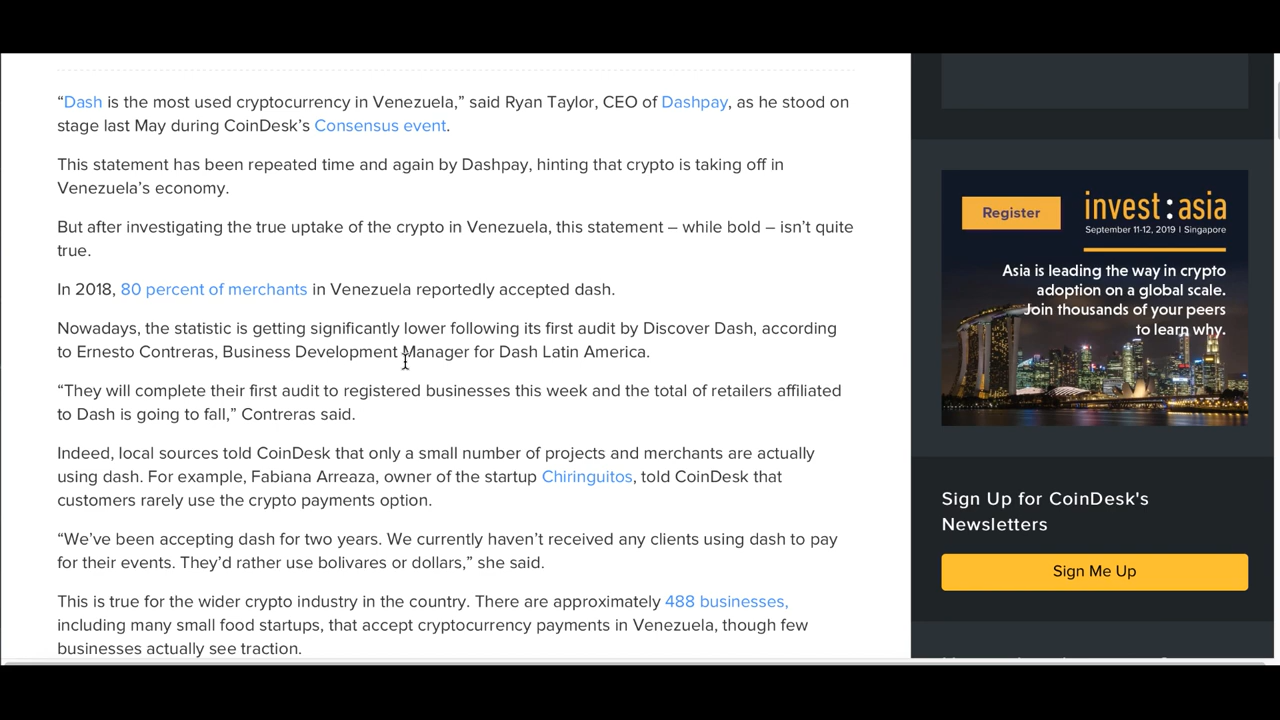 “Dash is the most used cryptocurrency in Venezuela,” said Ryan Taylor, CEO of Dashpay, as he stood on
stage last May during CoinDesk’s Consensus event.
This statement has been repeated time and again by Dashpay, hinting that crypto is taking off in
Venezuela’s economy.
But after investigating the true uptake of the crypto in Venezuela, this statement – while bold – isn’t quite
true.
In 2018, 80 percent of merchants in Venezuela reportedly accepted dash.
Nowadays, the statistic is getting significantly lower following its first audit by Discover Dash, according
to Ernesto Contreras, Business Development Manager for Dash Latin America.
“They will complete their first audit to registered businesses this week and the total of retailers affiliated
to Dash is going to fall,” Contreras said.
Indeed, local sources told CoinDesk that only a small number of projects and merchants are actually
using dash. For example, Fabiana Arreaza, owner of the startup Chiringuitos, told CoinDesk that
customers rarely use the crypto payments option.
“We’ve been accepting dash for two years. We currently haven’t received any clients using dash to pay
for their events. They’d rather use bolivares or dollars,” she said.
This is true for the wider crypto industry in the country. There are approximately 488 businesses,
including many small food startups, that accept cryptocurrency payments in Venezuela, though few
businesses actually see traction.
Register
invest:asia
September 11-12, 2019 | Singapore
Asia is leading the way in crypto
adoption on a global scale.
Join thousands of your peers
to learn why.
Sign Up for CoinDesk's
Newsletters
Sign Me Up